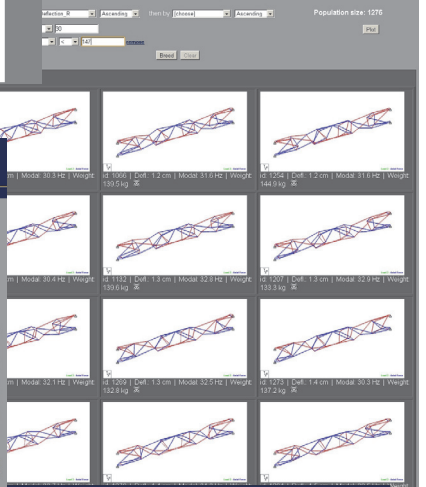 eflection_R Ascending then by [choose] Ascending Population size: 1276
30 Plot
< 147 remove
Breed Clear
cm | Modal: 30.3 Hz | Weight:
id: 1066 | Defl.: 1.2 cm | Modal: 31.6 Hz | Weight:
139.5 kg
id: 1254 | Defl.: 1.2 cm | Modal: 31.6 Hz | Weight:
144.9 kg
cm | Modal: 30.4 Hz | Weight:
id: 1132 | Defl.: 1.3 cm | Modal: 32.8 Hz | Weight:
139.6 kg
id: 1207 | Defl.: 1.3 cm | Modal: 32.9 Hz | Weight:
133.3 kg
cm | Modal: 32.1 Hz | Weight:
id: 1269 | Defl.: 1.3 cm | Modal: 32.5 Hz | Weight:
132.8 kg
id: 1273 | Defl.: 1.4 cm | Modal: 30.3 Hz | Weight:
137.2 kg